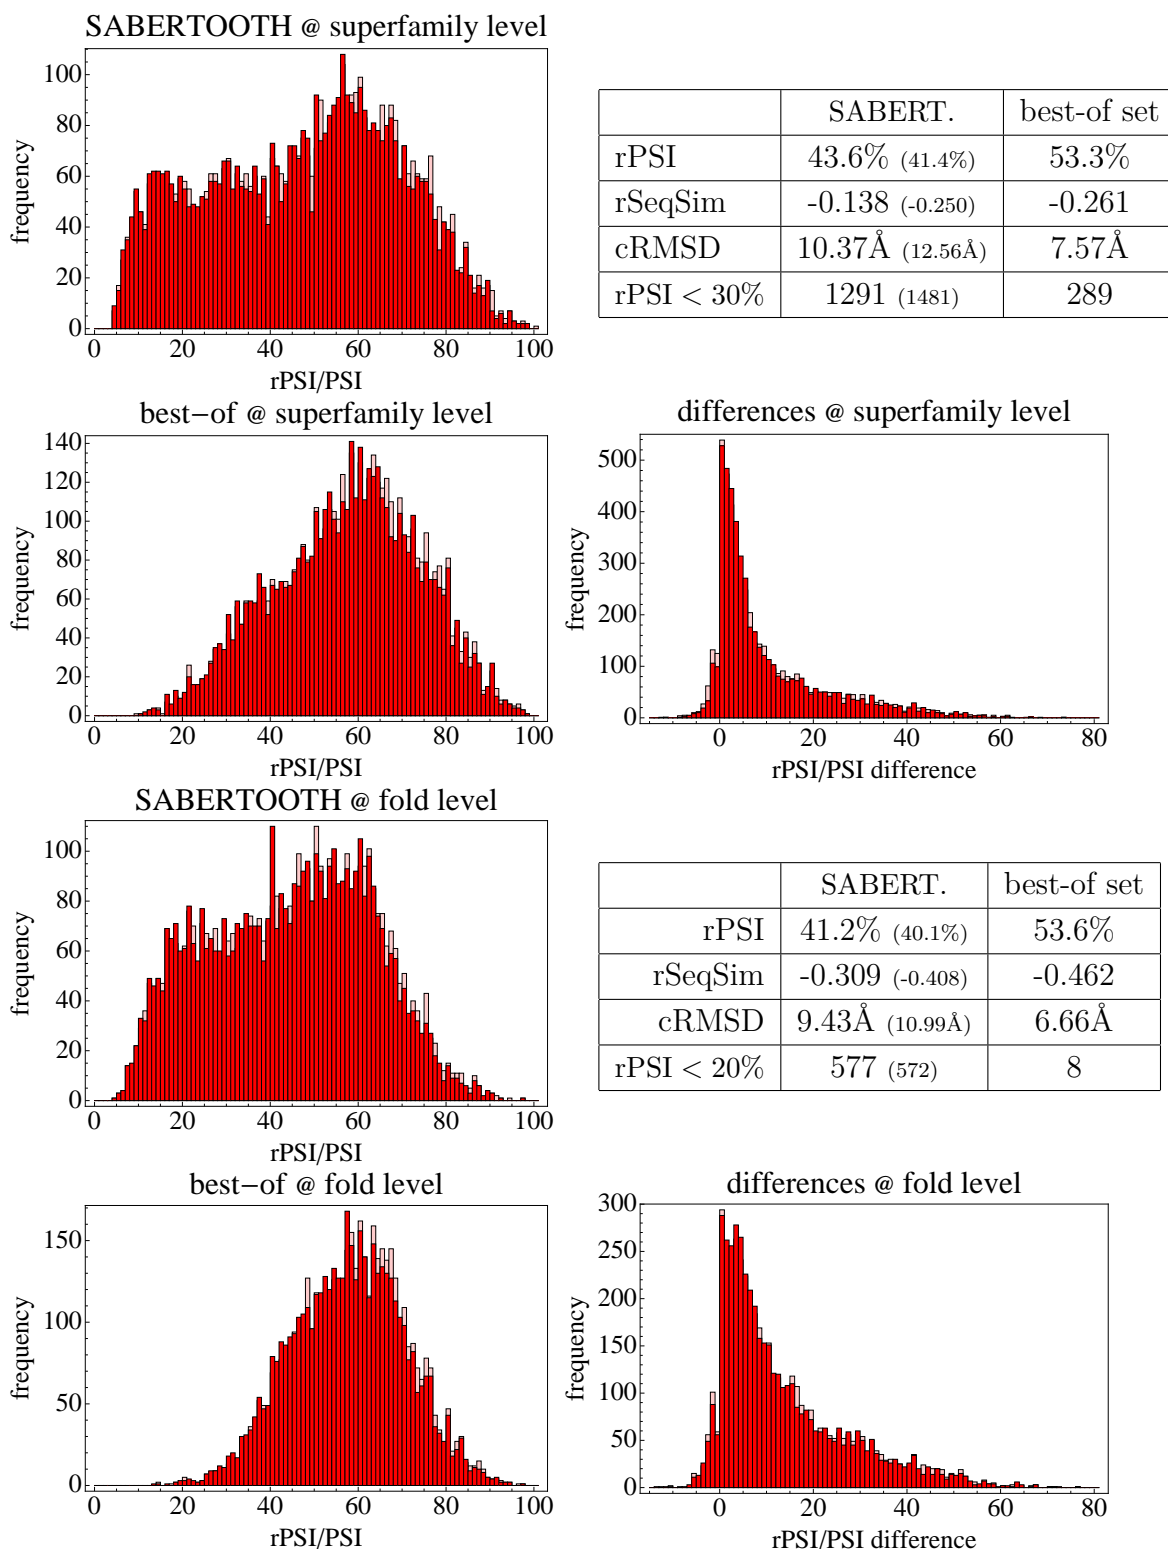 SABERTOOTH @ superfamily level
100
80
60
40
20
0
frequency
0 20 40 60 80 100
rPSI/PSI
SABERT. best-of set
rPSI 43.6% (41.4%) 53.3%
rSeqSim -0.138 (-0.250) -0.261
cRMSD 10.37Å (12.56Å) 7.57Å
rPSI < 30% 1291 (1481) 289
best−of @ superfamily level
140
120
100
80
60
40
20
0
frequency
0 20 40 60 80 100
rPSI/PSI
differences @ superfamily level
500
400
300
200
100
0
frequency
0 20 40 60 80
rPSI/PSI difference
SABERTOOTH @ fold level
100
80
60
40
20
0
frequency
0 20 40 60 80 100
rPSI/PSI
SABERT. best-of set
rPSI 41.2% (40.1%) 53.6%
rSeqSim -0.309 (-0.408) -0.462
cRMSD 9.43Å (10.99Å) 6.66Å
rPSI < 20% 577 (572) 8
best−of @ fold level
150
100
50
0
frequency
0 20 40 60 80 100
rPSI/PSI
differences @ fold level
300
250
200
150
100
50
0
frequency
0 20 40 60 80
rPSI/PSI difference